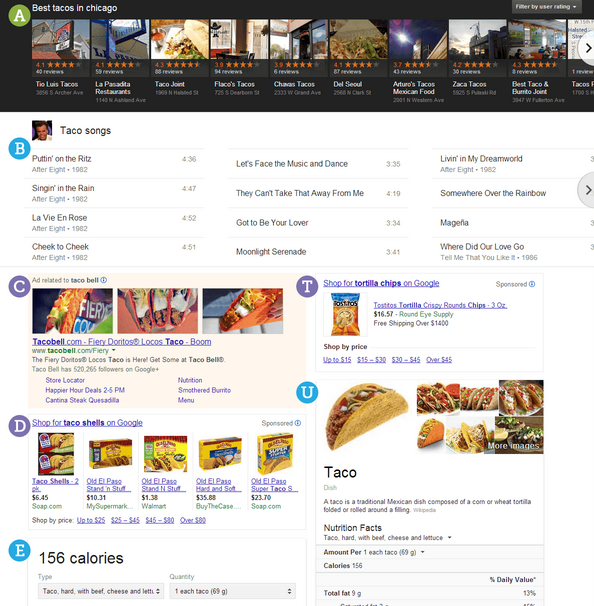 A
Best tacos in chicago
Filter by user rating
4.1
40 reviews
Tio Luis Tacos
3856 S Archer Ave
4.1
59 reviews
La Pasadita Restaurants
1140 N Ashland Ave
4.3
88 reviews
Taco Joint
1969 N Halsted St
3.9
94 reviews
Flaco's Tacos
725 S Dearborn St
3.9
6 reviews
Chavas Tacos
2333 W Grand Ave
4.1
87 reviews
Del Seoul
2568 N Clark St
3.7
43 reviews
Arturo's Tacos Mexican Food
2001 N Western Ave
4.2
30 reviews
Zaca Tacos
5925 S Pulaski Rd
4.3
8 reviews
Best Taco & Burrito Joint
3947 W Fullerton Ave
1 review
Tacos
1700 S
B
Taco songs
Puttin' on the Ritz 4:36
After Eight • 1982
Let's Face the Music and Dance 3:35
Livin' in My Dreamworld
After Eight • 1982
Singin' in the Rain 4:47
After Eight • 1982
They Can't Take That Away From Me 4:19
Somewhere Over the Rainbow
La Vie En Rose 4:52
After Eight • 1982
Got to Be Your Lover 3:34
Mageña
Cheek to Cheek 4:51
After Eight • 1982
Moonlight Serenade 3:41
Where Did Our Love Go
Tell Me That You Like It • 1986
C
Ad related to taco bell
Tacobell.com - Fiery Doritos® Locos Taco - Boom
www.tacobell.com/Fiery
The Fiery Doritos® Locos Taco is Here! Get Some at Taco Bell®.
Taco Bell has 520,265 followers on Google+
Store Locator Nutrition
Happier Hour Deals 2-5 PM Smothered Burrito
Cantina Steak Quesadilla Menu
D
Shop for taco shells on Google
Sponsored
Taco Shells - 2 pk.
$6.45
Soap.com
Old El Paso Stand 'n Stuff...
$10.31
MySupermark...
Old El Paso Stand N Stuff...
$1.38
Walmart
Old El Paso Hard and Soft...
$35.88
BuyTheCase....
Old El Paso Super Taco S...
$23.70
Soap.com
Shop by price: Up to $25 $25 – $45 $45 – $80 Over $80
E
156 calories
Type Quantity
Taco, hard, with beef, cheese and lettu 1 each taco (69 g)
T
Shop for tortilla chips on Google
Sponsored
TOSTITOS
Tostitos Tortilla Crispy Rounds Chips - 3 Oz.
$16.57 - Round Eye Supply
Free Shipping Over $1400
Shop by price
Up to $15 $15 – $30 $30 – $45 Over $45
U
More images
Taco
Dish
A taco is a traditional Mexican dish composed of a corn or wheat tortilla
folded or rolled around a filling. Wikipedia
Nutrition Facts
Taco, hard, with beef, cheese and lettuce
Amount Per 1 each taco (69 g)
Calories 156
% Daily Value*
Total fat 9 g 13%